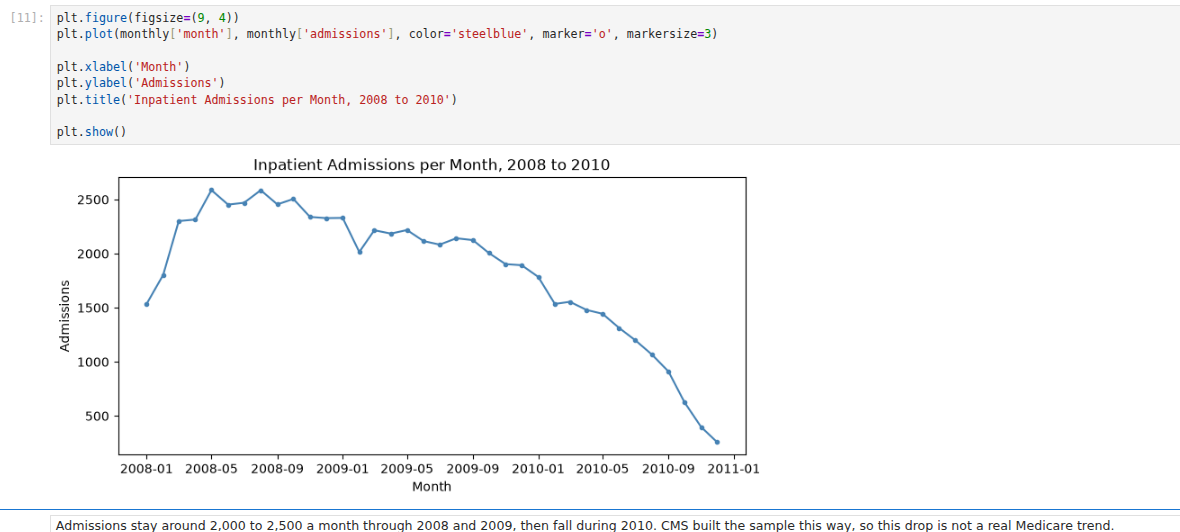 [11]:
plt.figure(figsize=(9, 4))
plt.plot(monthly['month'], monthly['admissions'], color='steelblue', marker='o', markersize=3)
plt.xlabel('Month')
plt.ylabel('Admissions')
plt.title('Inpatient Admissions per Month, 2008 to 2010')
plt.show()
Inpatient Admissions per Month, 2008 to 2010
2500
2000
1500
1000
500
Admissions
2008-01 2008-05 2008-09 2009-01 2009-05 2009-09 2010-01 2010-05 2010-09 2011-01
Month
Admissions stay around 2,000 to 2,500 a month through 2008 and 2009, then fall during 2010. CMS built the sample this way, so this drop is not a real Medicare trend.